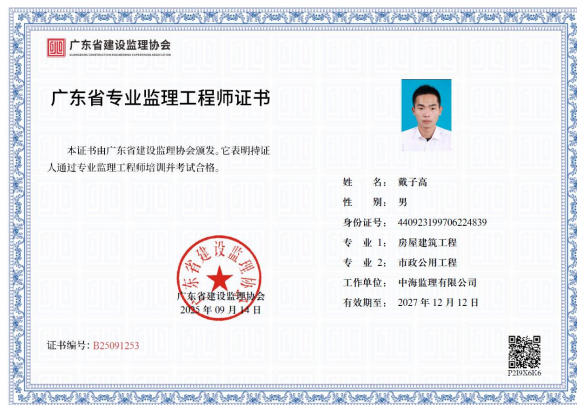 广东省建设监理协会
广东省专业监理工程师证书
本证书由广东省建设监理协会颁发。它表明持证
人通过专业监理工程师培训并考试合格。
姓 名： 戴子高
性 别： 男
身份证号： 440923199706224839
专 业 1： 房屋建筑工程
专 业 2： 市政公用工程
工作单位： 中海监理有限公司
有效期至： 2027 年 12 月 12 日
广东省建设监理协会
广东省建设监理协会
2025 年 09 月 14 日
证书编号：B25091253
P2I9X6K6